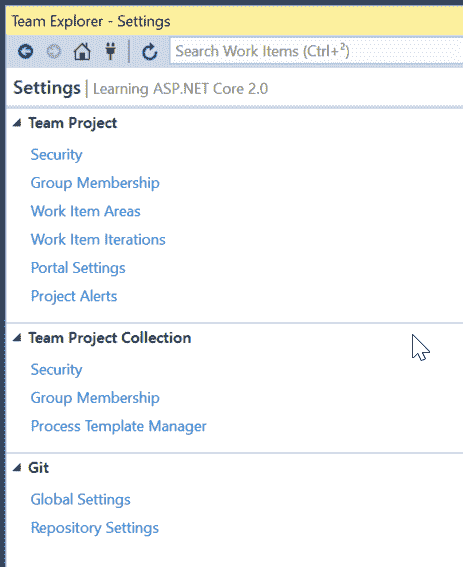 Team Explorer - Settings
Search Work Items (Ctrl+²)
Settings | Learning ASP.NET Core 2.0
Team Project
Security
Group Membership
Work Item Areas
Work Item Iterations
Portal Settings
Project Alerts
Team Project Collection
Security
Group Membership
Process Template Manager
Git
Global Settings
Repository Settings